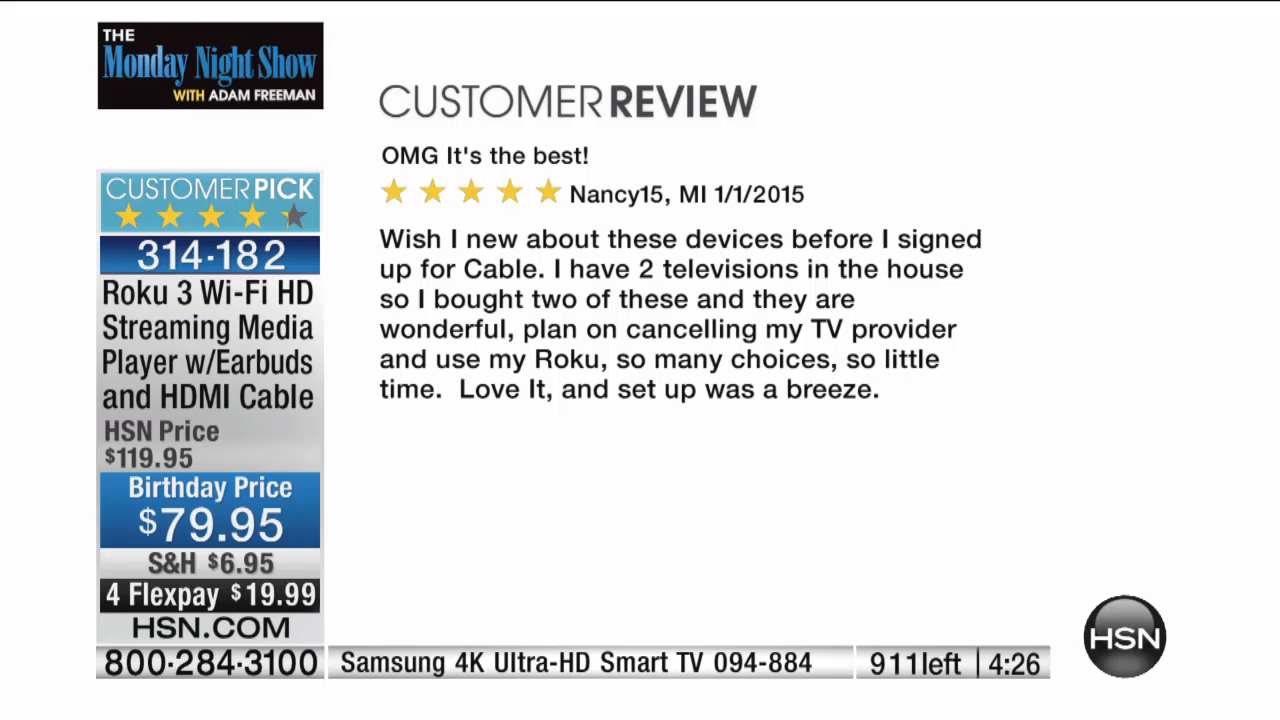 THE
Monday Night Show
WITH ADAM FREEMAN
CUSTOMER REVIEW
OMG It's the best!
Nancy15, MI 1/1/2015
Wish I new about these devices before I signed
up for Cable. I have 2 televisions in the house
so I bought two of these and they are
wonderful, plan on cancelling my TV provider
and use my Roku, so many choices, so little
time.  Love It, and set up was a breeze.
CUSTOMER PICK
314·182
Roku 3 Wi-Fi HD
Streaming Media
Player w/Earbuds
and HDMI Cable
HSN Price
$119.95
Birthday Price
$79.95
S&H $6.95
4 Flexpay $19.99
HSN.COM
800·284·3100
Samsung 4K Ultra-HD Smart TV 094-884
911left | 4:26
HSN